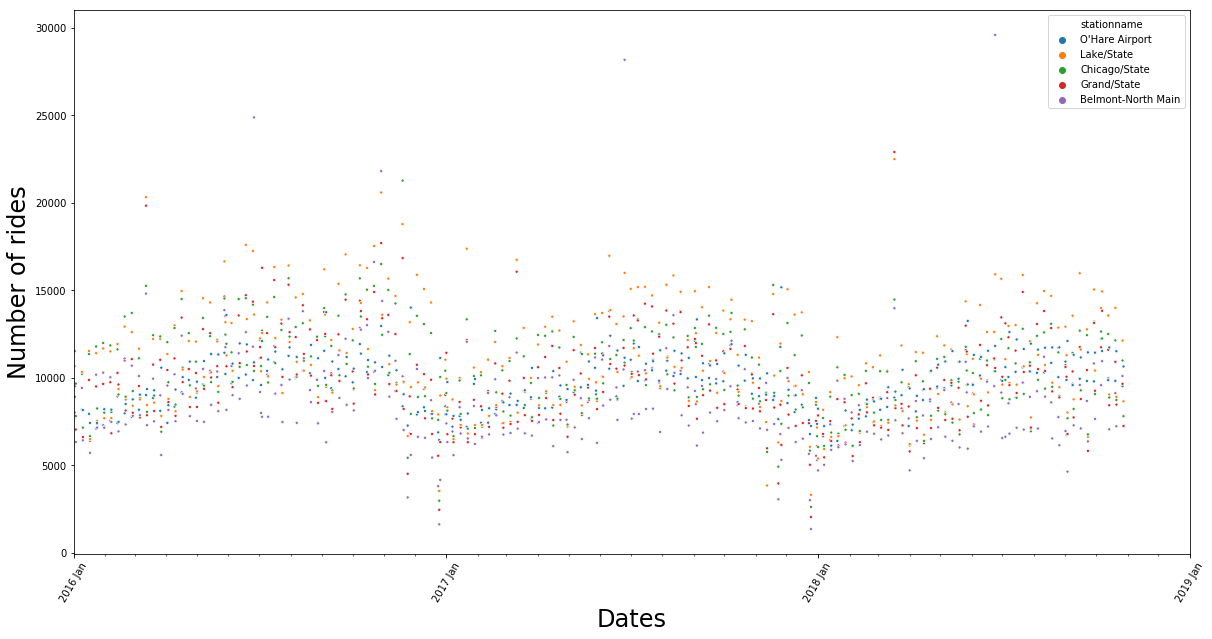 30000
25000
20000
15000
10000
5000
0
Number of rides
stationname
O'Hare Airport
Lake/State
Chicago/State
Grand/State
Belmont-North Main
2016 Jan
2017 Jan
2018 Jan
2019 Jan
Dates